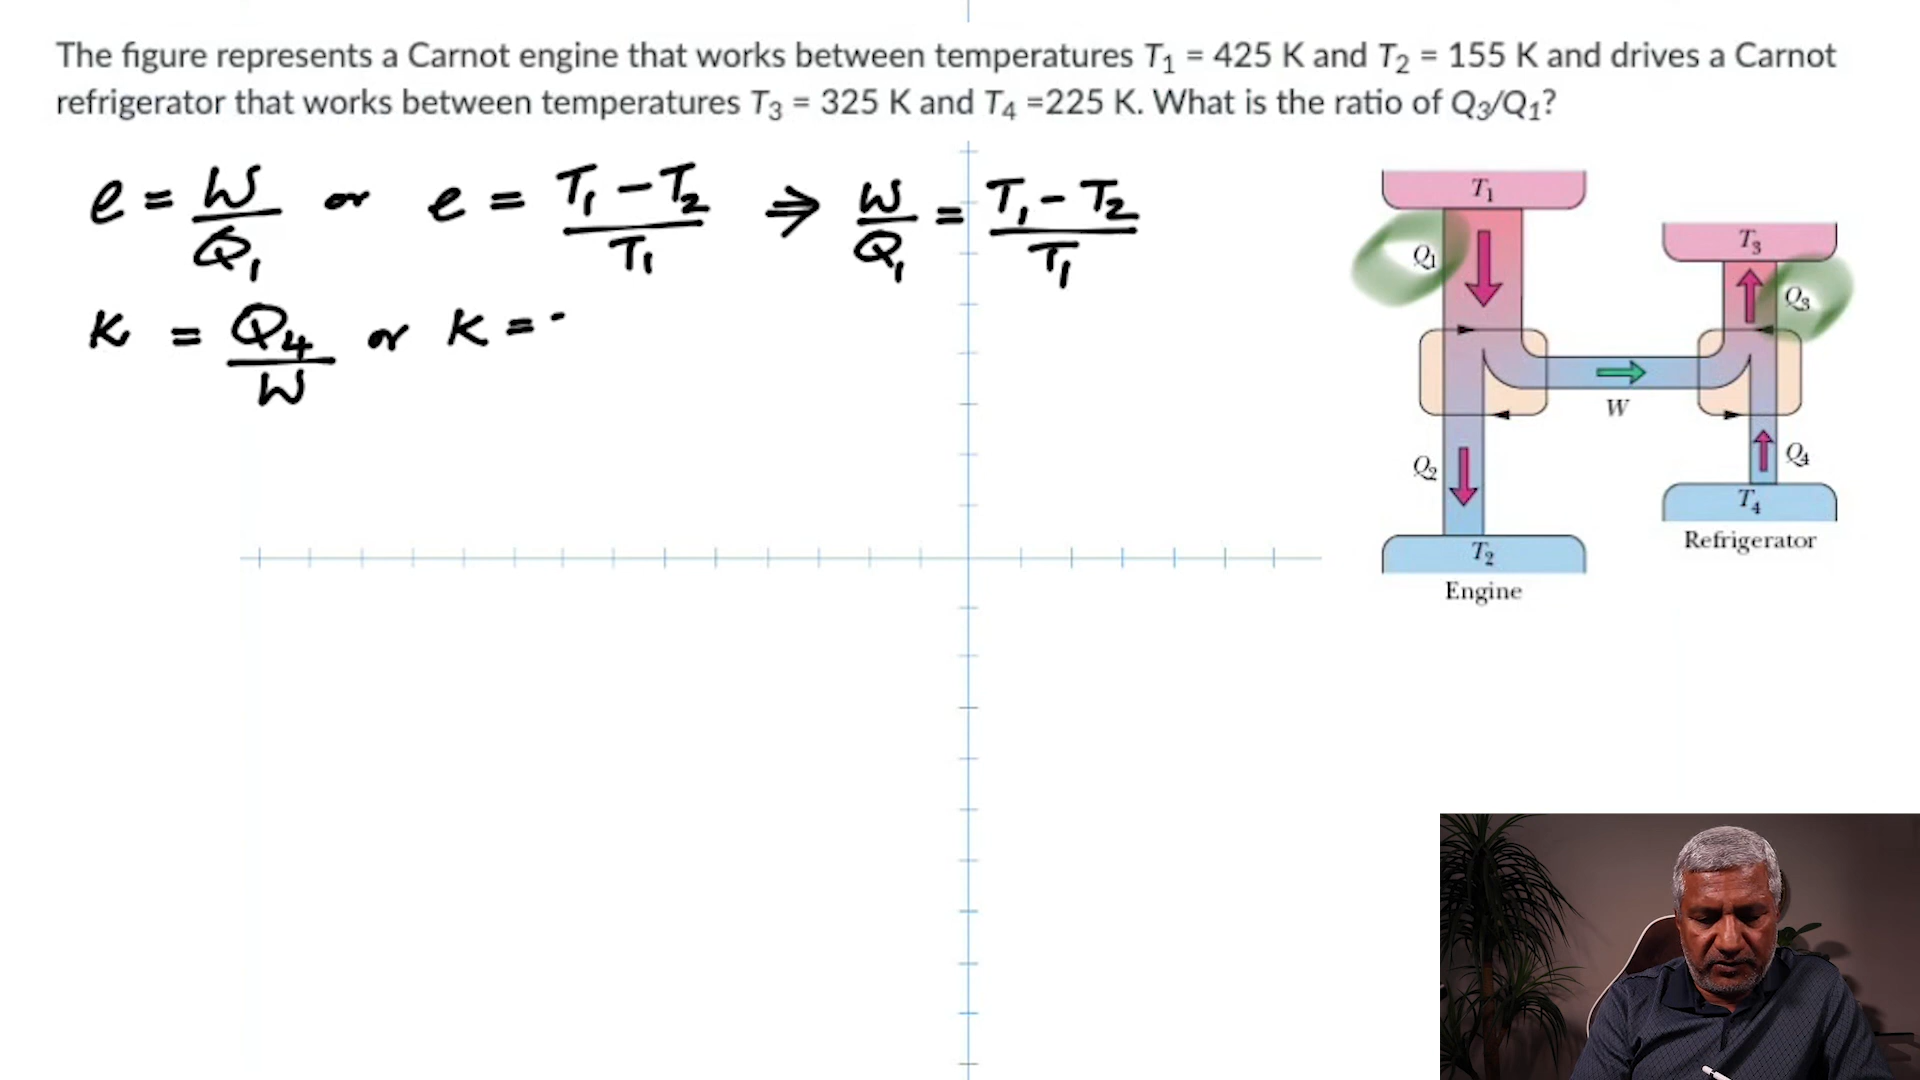 The figure represents a Carnot engine that works between temperatures T₁ = 425 K and T₂ = 155 K and drives a Carnot
refrigerator that works between temperatures T₃ = 325 K and T₄ =225 K. What is the ratio of Q₃/Q₁?
e = W/Q₁ or e = (T₁ - T₂)/T₁ ⇒ W/Q₁ = (T₁ - T₂)/T₁
K = Q₄/W or K =
T₁
T₃
Q₁
Q₃
W
Q₂
Q₄
T₄
Refrigerator
T₂
Engine